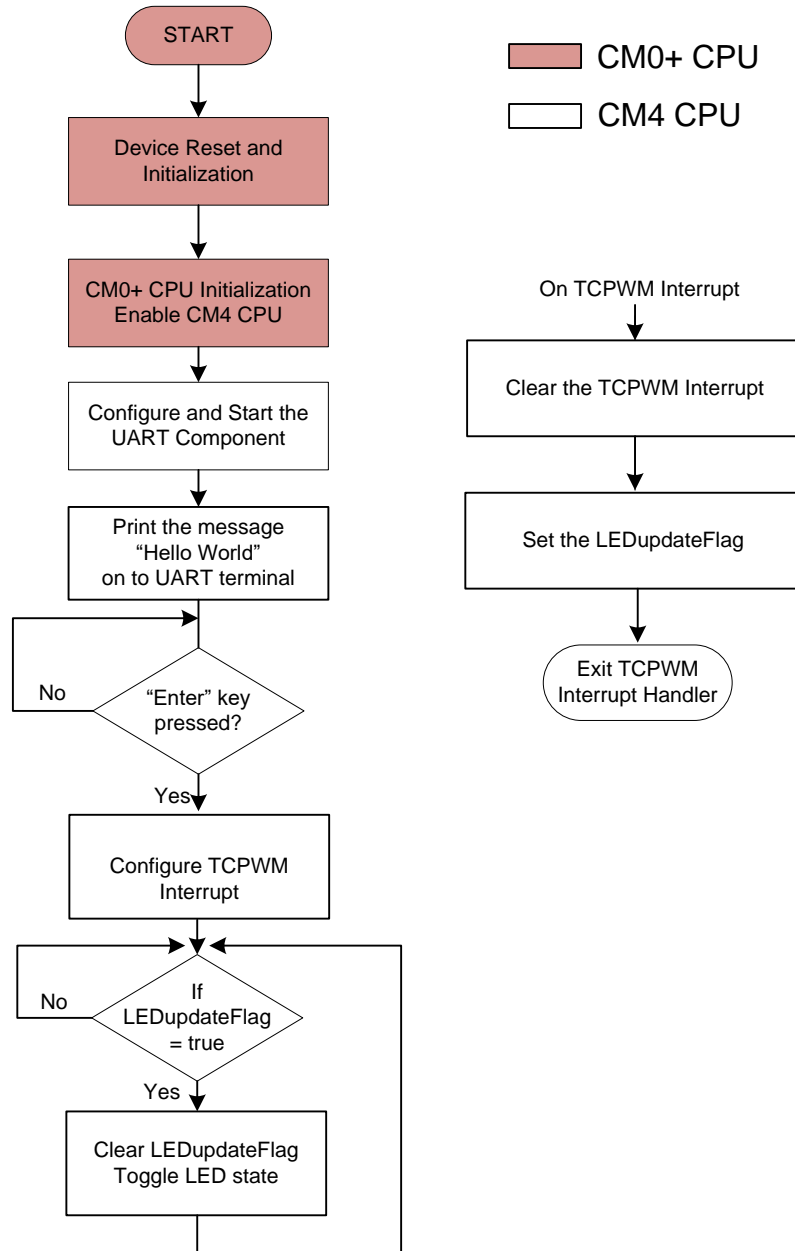 START
Device Reset and
Initialization
CM0+ CPU Initialization
Enable CM4 CPU
Configure and Start the
UART Component
Print the message
“Hello World”
on to UART terminal
No
“Enter” key
pressed?
Yes
Configure TCPWM
Interrupt
No
If
LEDupdateFlag
= true
Yes
Clear LEDupdateFlag
Toggle LED state
CM0+ CPU
CM4 CPU
On TCPWM Interrupt
Clear the TCPWM Interrupt
Set the LEDupdateFlag
Exit TCPWM
Interrupt Handler